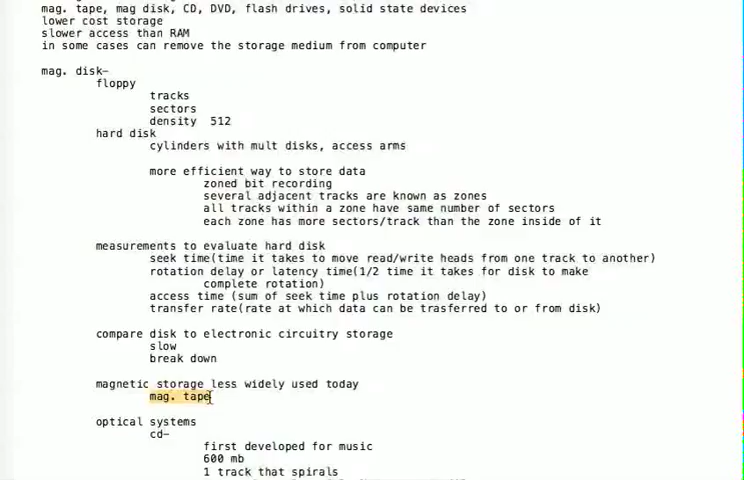 mag. tape, mag disk, CD, DVD, flash drives, solid state devices
lower cost storage
slower access than RAM
in some cases can remove the storage medium from computer
mag. disk-
floppy
tracks
sectors
density 512
hard disk
cylinders with mult disks, access arms
more efficient way to store data
zoned bit recording
several adjacent tracks are known as zones
all tracks within a zone have same number of sectors
each zone has more sectors/track than the zone inside of it
measurements to evaluate hard disk
seek time(time it takes to move read/write heads from one track to another)
rotation delay or latency time(1/2 time it takes for disk to make
complete rotation)
access time (sum of seek time plus rotation delay)
transfer rate(rate at which data can be trasferred to or from disk)
compare disk to electronic circuitry storage
slow
break down
magnetic storage less widely used today
mag. tape
optical systems
cd-
first developed for music
600 mb
1 track that spirals